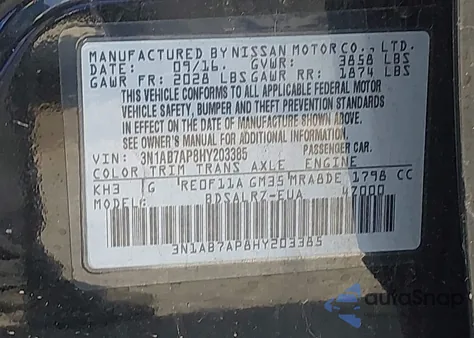 MANUFACTURED BY NISSAN MOTOR CO., LTD.
DATE: 09/16. GVWR: 3858 LBS
GAWR FR: 2028 LBS GAWR RR: 1874 LBS
THIS VEHICLE CONFORMS TO ALL APPLICABLE FEDERAL MOTOR
VEHICLE SAFETY, BUMPER AND THEFT PREVENTION STANDARDS
IN EFFECT ON THE DATE OF MANUFACTURE SHOWN ABOVE.
SEE OWNER'S MANUAL FOR ADDITIONAL INFORMATION.
VIN: 3N1AB7AP8HY203385 PASSENGER CAR.
COLOR TRIM TRANS AXLE ENGINE
KH3 G RE0F11A GM35 MRA8DE 1798 CC
MODEL: BDSALR7-EUA 47000
3N1AB7AP8HY203385
autoSnap